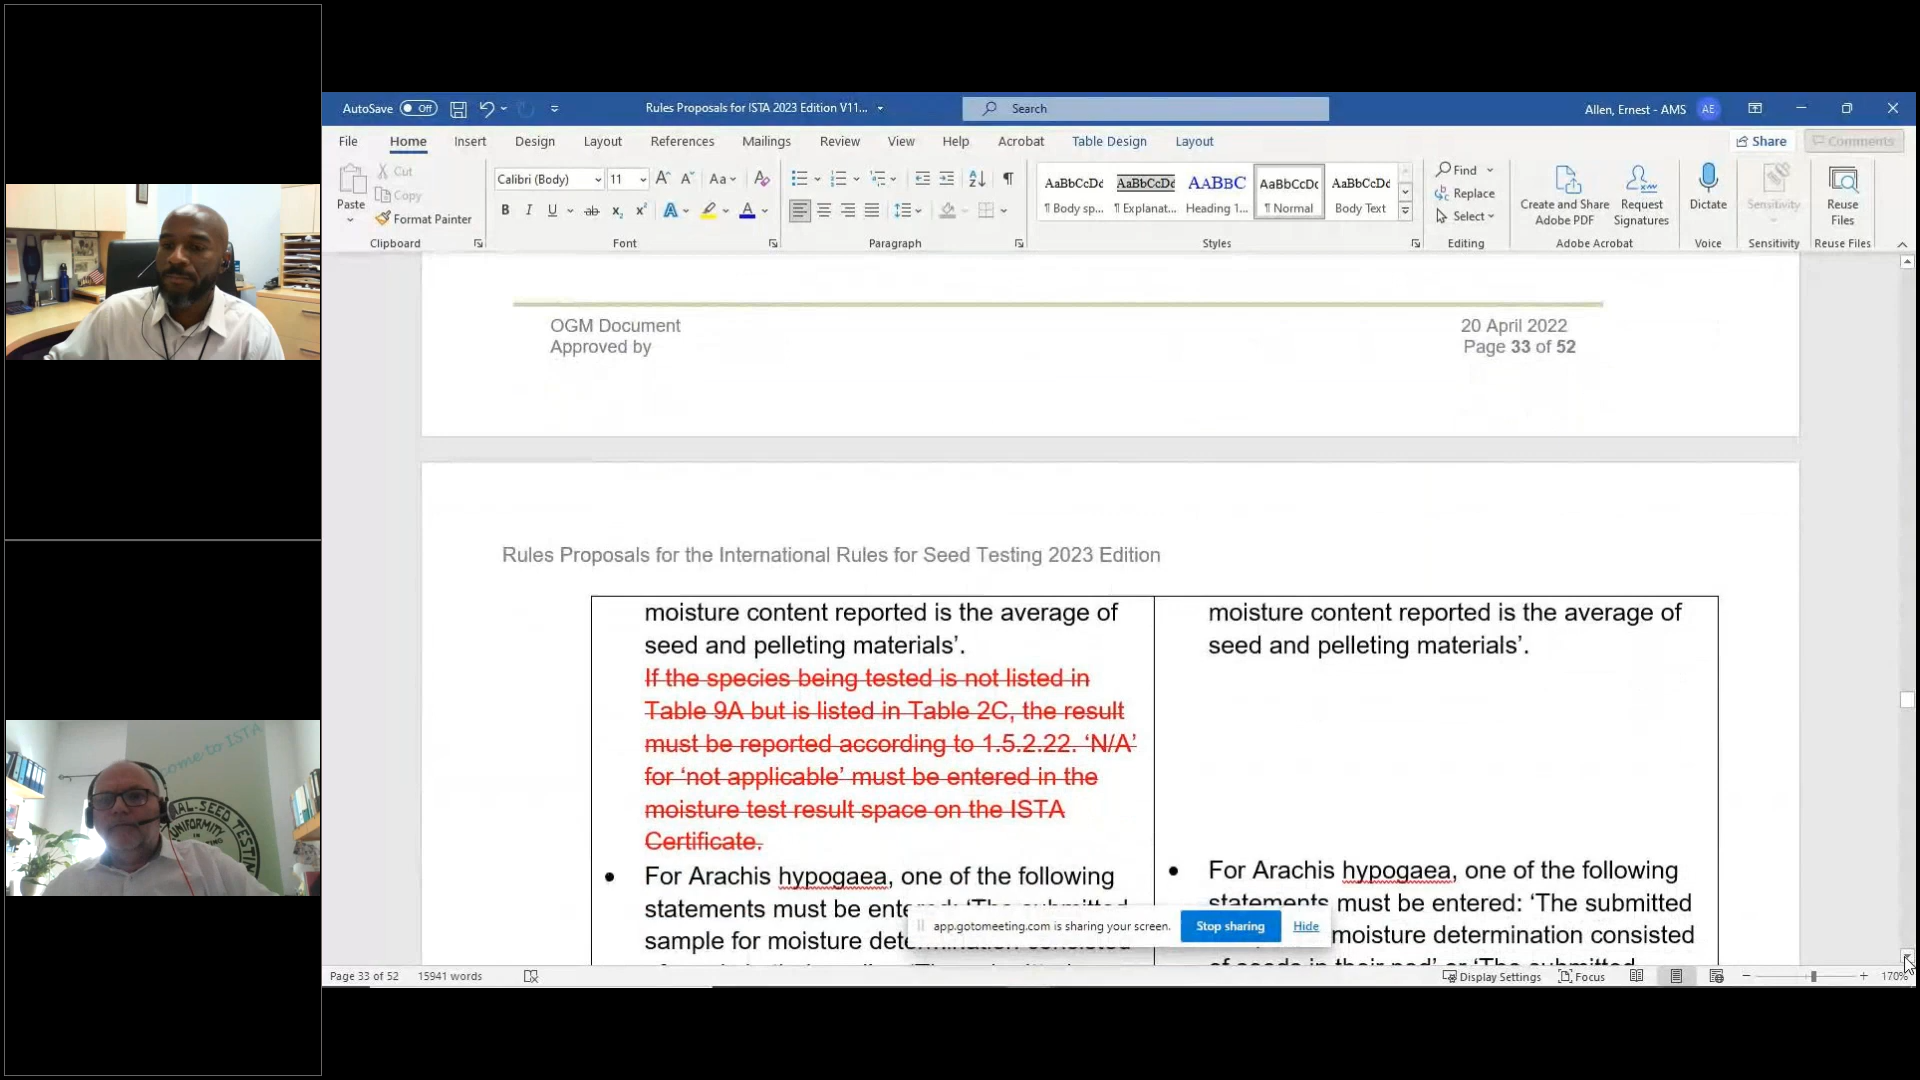 AutoSave Off
Rules Proposals for ISTA 2023 Edition V11...
Search
Allen, Ernest - AMS AE
File Home Insert Design Layout References Mailings Review View Help Acrobat Table Design Layout
Share Comments
Paste
Cut
Copy
Format Painter
Clipboard
Calibri (Body) 11
Font
Paragraph
AaBbCcDc AaBbCcDc AABBC AaBbCcDc AaBbCcDc
¶ Body sp... ¶ Explanat... Heading 1... ¶ Normal Body Text
Styles
Find
Replace
Select
Editing
Create and Share Adobe PDF
Request Signatures
Adobe Acrobat
Dictate
Voice
Sensitivity
Sensitivity
Reuse Files
Reuse Files
OGM Document
Approved by
20 April 2022
Page 33 of 52
Rules Proposals for the International Rules for Seed Testing 2023 Edition
moisture content reported is the average of
seed and pelleting materials’.
If the species being tested is not listed in
Table 9A but is listed in Table 2C, the result
must be reported according to 1.5.2.22. ‘N/A’
for ‘not applicable’ must be entered in the
moisture test result space on the ISTA
Certificate.
• For Arachis hypogaea, one of the following
statements must be
sample for moisture
moisture content reported is the average of
seed and pelleting materials’.
• For Arachis hypogaea, one of the following
statements must be entered: ‘The submitted
moisture determination consisted
app.gotomeeting.com is sharing your screen. Stop sharing Hide
Page 33 of 52 15941 words
Display Settings Focus 170%
come to ISTA
AL-SEED TESTING
UNIFORMITY
IN